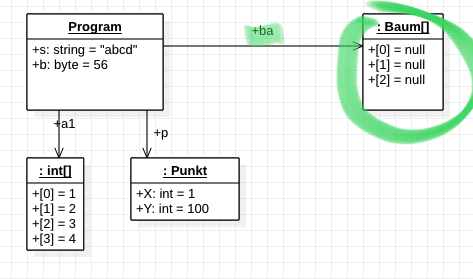 Program
+s: string = "abcd"
+b: byte = 56
+ba
: Baum[]
+[0] = null
+[1] = null
+[2] = null
+a1
+p
: int[]
+[0] = 1
+[1] = 2
+[2] = 3
+[3] = 4
: Punkt
+X: int = 1
+Y: int = 100